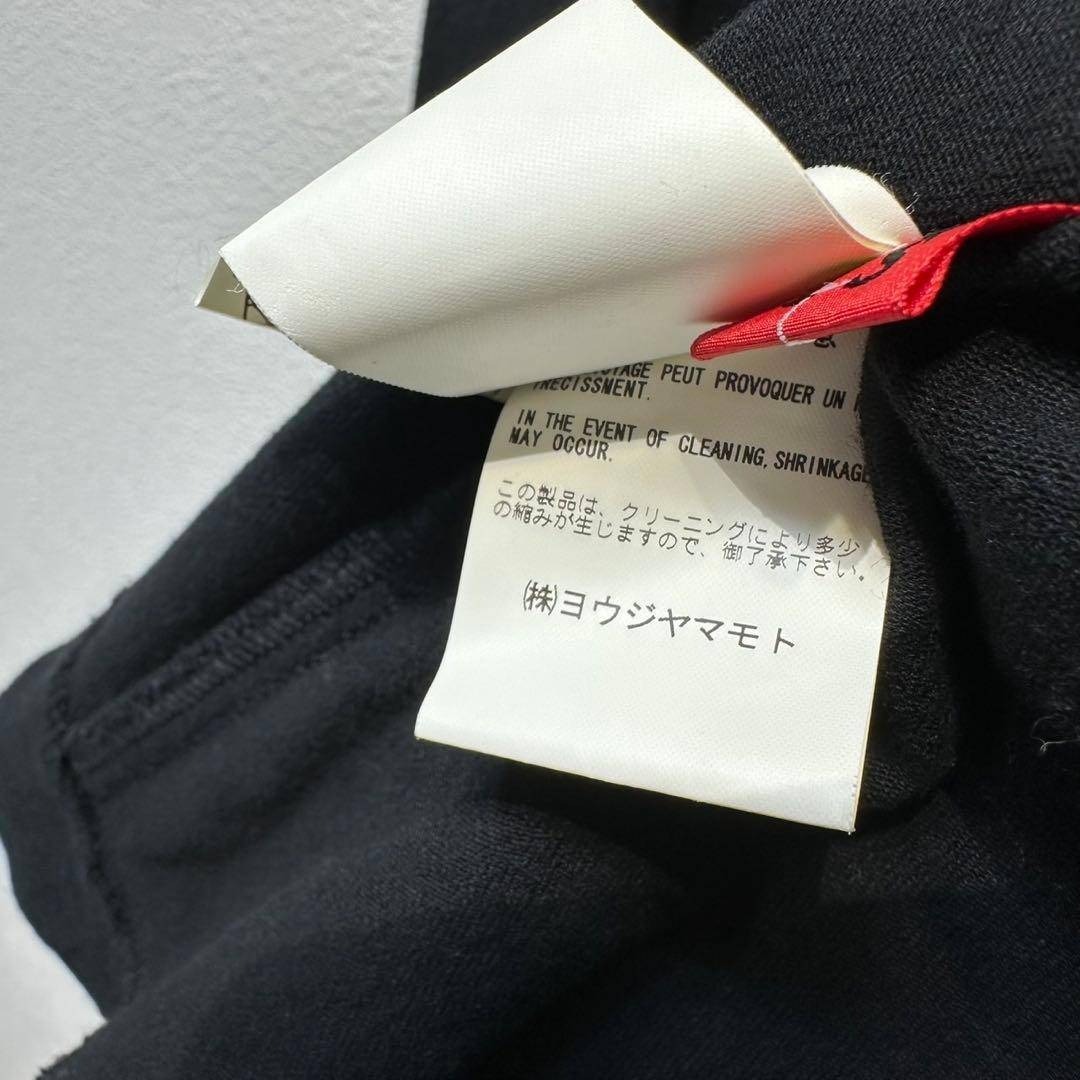 PEUT PROVOQUER UN
IN THE EVENT OF CLEANING, SHRINKAGE
MAY OCCUR.
この製品は、クリーニングにより多少
の縮みが生じますので、御了承下さい。
(株)ヨウジヤマモト